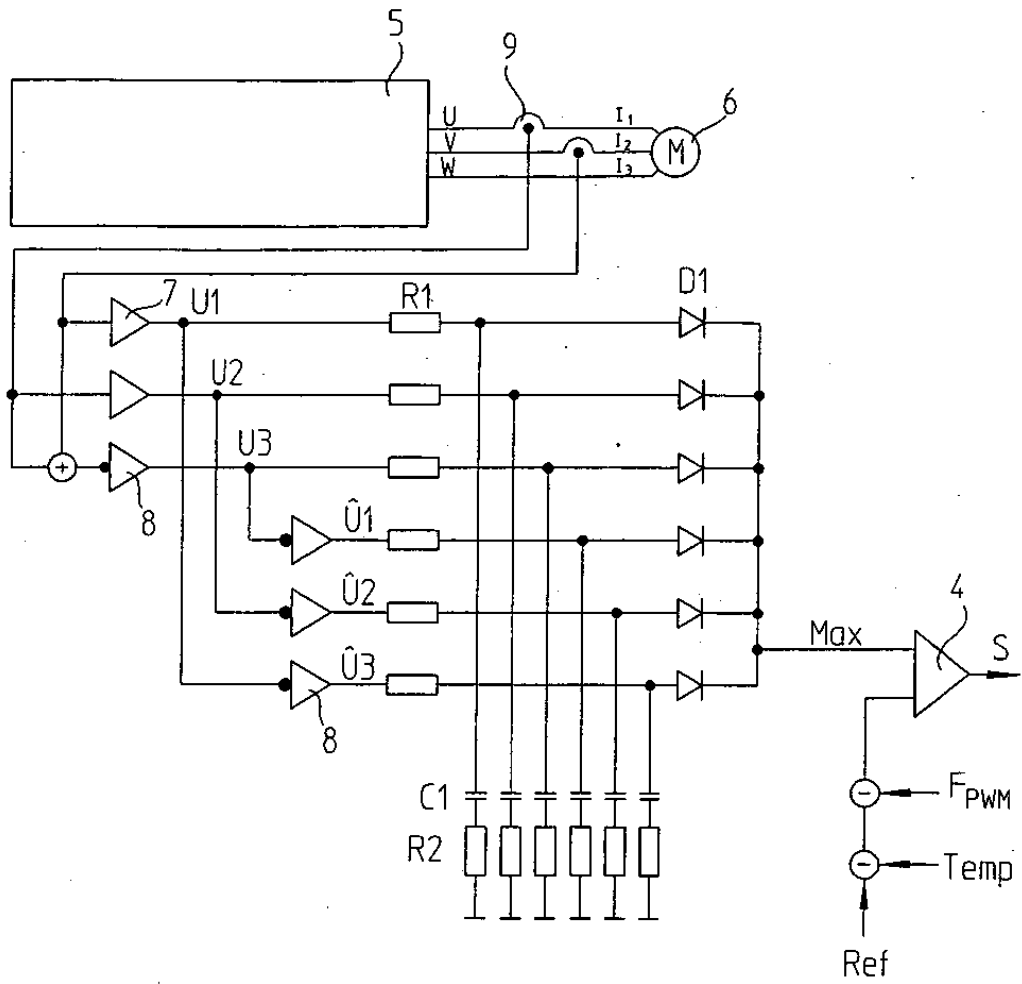 5
9
6
U
V
W
I1
I2
I3
M
7
U1
R1
D1
U2
U3
+
8
Û1
Û2
Û3
8
Max
4
S
C1
R2
− FPWM
− Temp
Ref